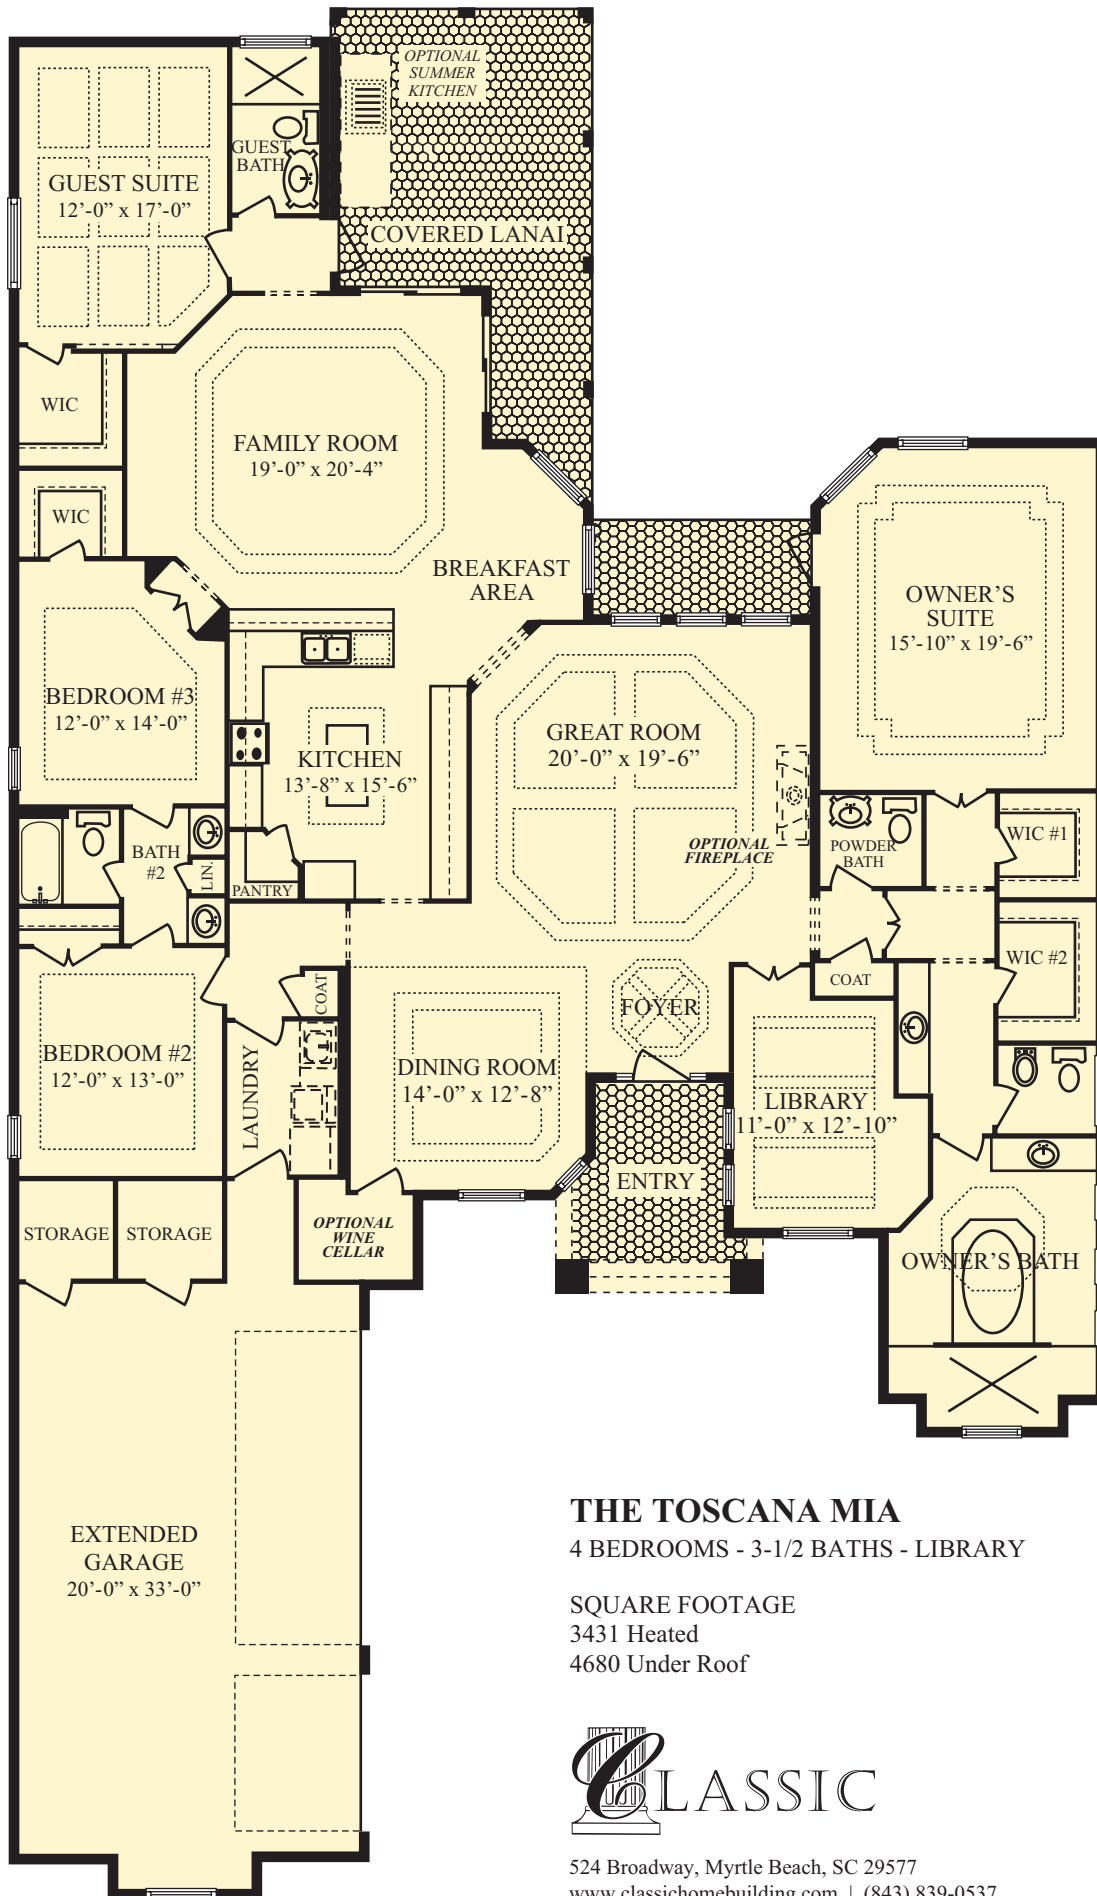 OPTIONAL
SUMMER
KITCHEN
GUEST
BATH
GUEST SUITE
12’-0” x 17’-0”
COVERED LANAI
WIC
FAMILY ROOM
19’-0” x 20’-4”
WIC
BREAKFAST
AREA
OWNER’S
SUITE
15’-10” x 19’-6”
BEDROOM #3
12’-0” x 14’-0”
KITCHEN
13’-8” x 15’-6”
GREAT ROOM
20’-0” x 19’-6”
OPTIONAL
FIREPLACE
POWDER
BATH
WIC #1
BATH
#2
LIN.
PANTRY
WIC #2
COAT
COAT
FOYER
BEDROOM #2
12’-0” x 13’-0”
LAUNDRY
DINING ROOM
14’-0” x 12’-8”
LIBRARY
11’-0” x 12’-10”
ENTRY
STORAGE
STORAGE
OPTIONAL
WINE
CELLAR
OWNER’S BATH
EXTENDED
GARAGE
20’-0” x 33’-0”
THE TOSCANA MIA
4 BEDROOMS - 3-1/2 BATHS - LIBRARY
SQUARE FOOTAGE
3431 Heated
4680 Under Roof
CLASSIC
524 Broadway, Myrtle Beach, SC 29577
www.classichomebuilding.com | (843) 839-0537